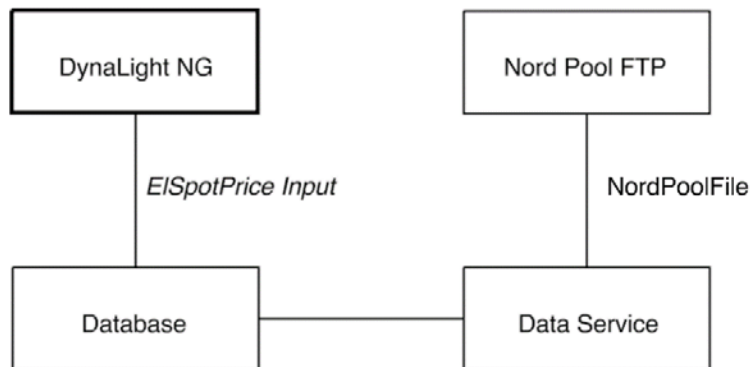 DynaLight NG
Nord Pool FTP
ElSpotPrice Input
NordPoolFile
Database
Data Service